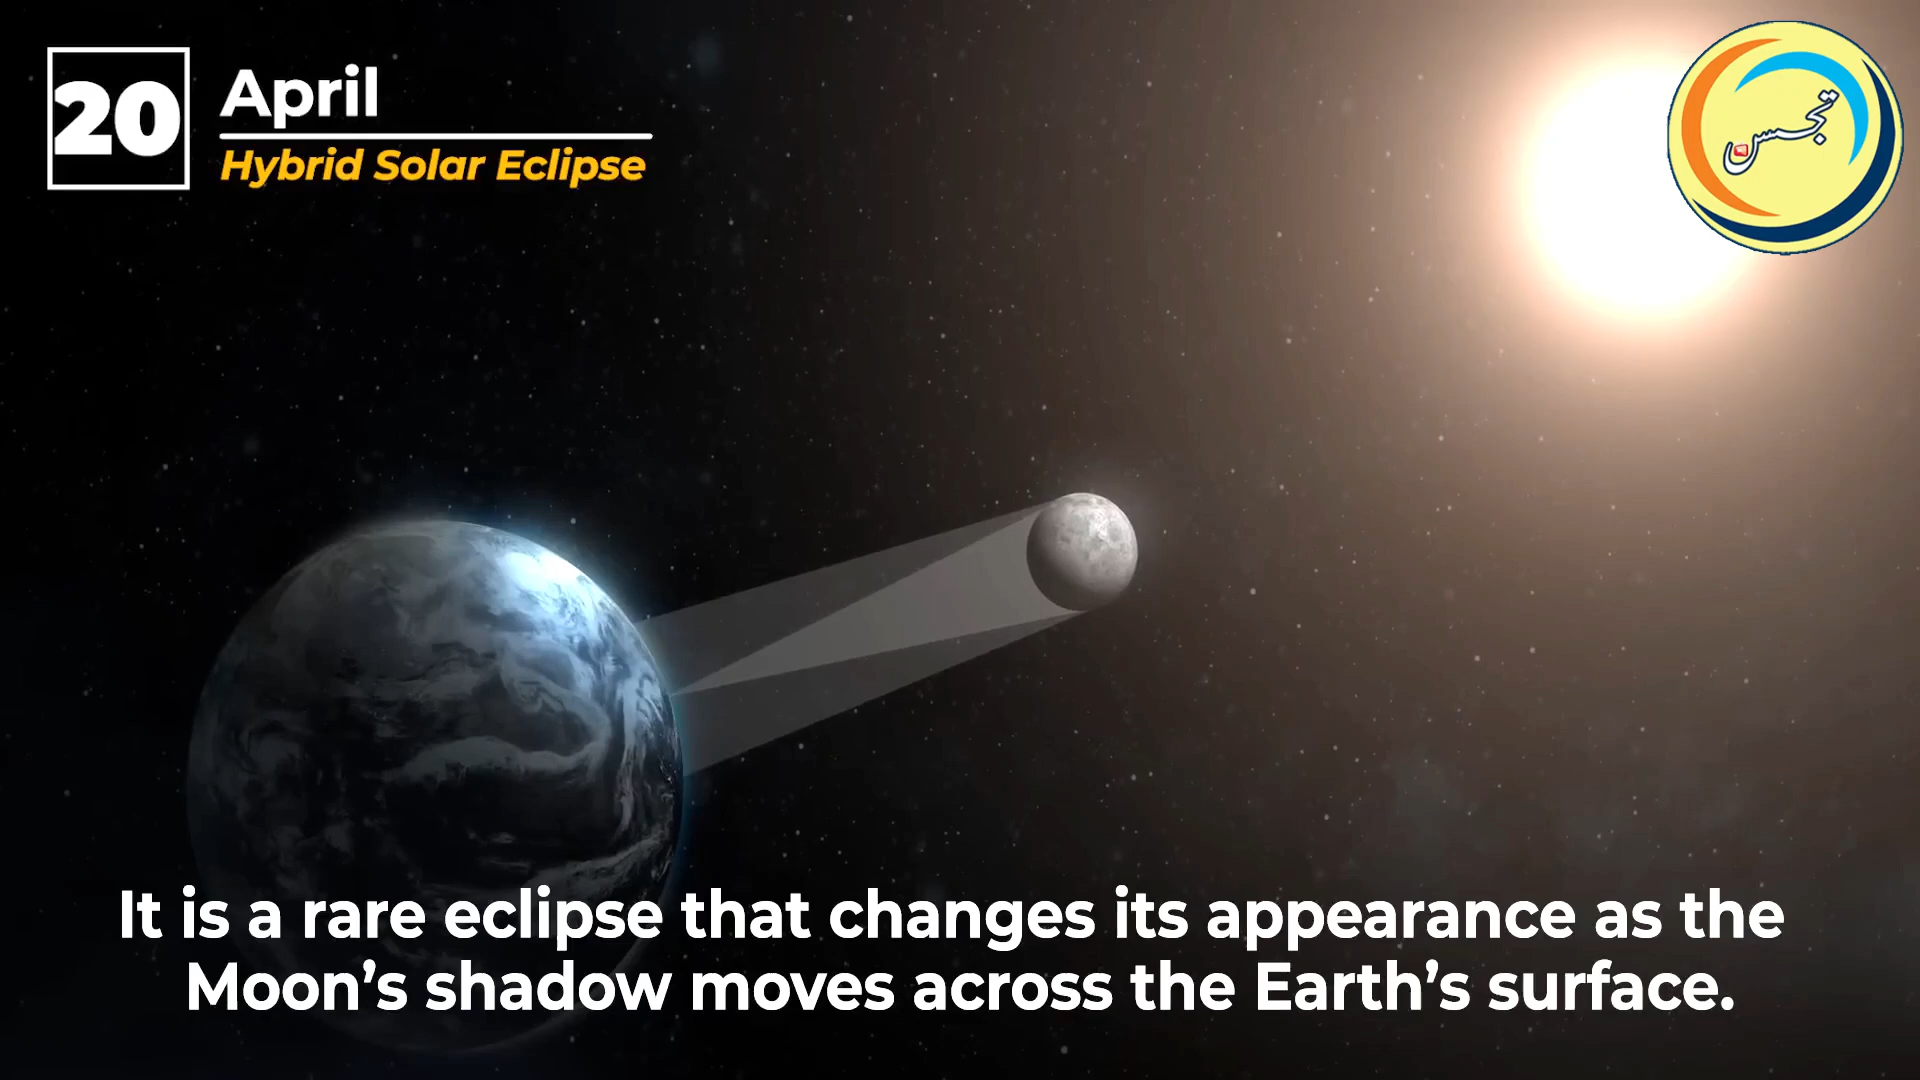 20
April
Hybrid Solar Eclipse
تجسس
It is a rare eclipse that changes its appearance as the
Moon’s shadow moves across the Earth’s surface.